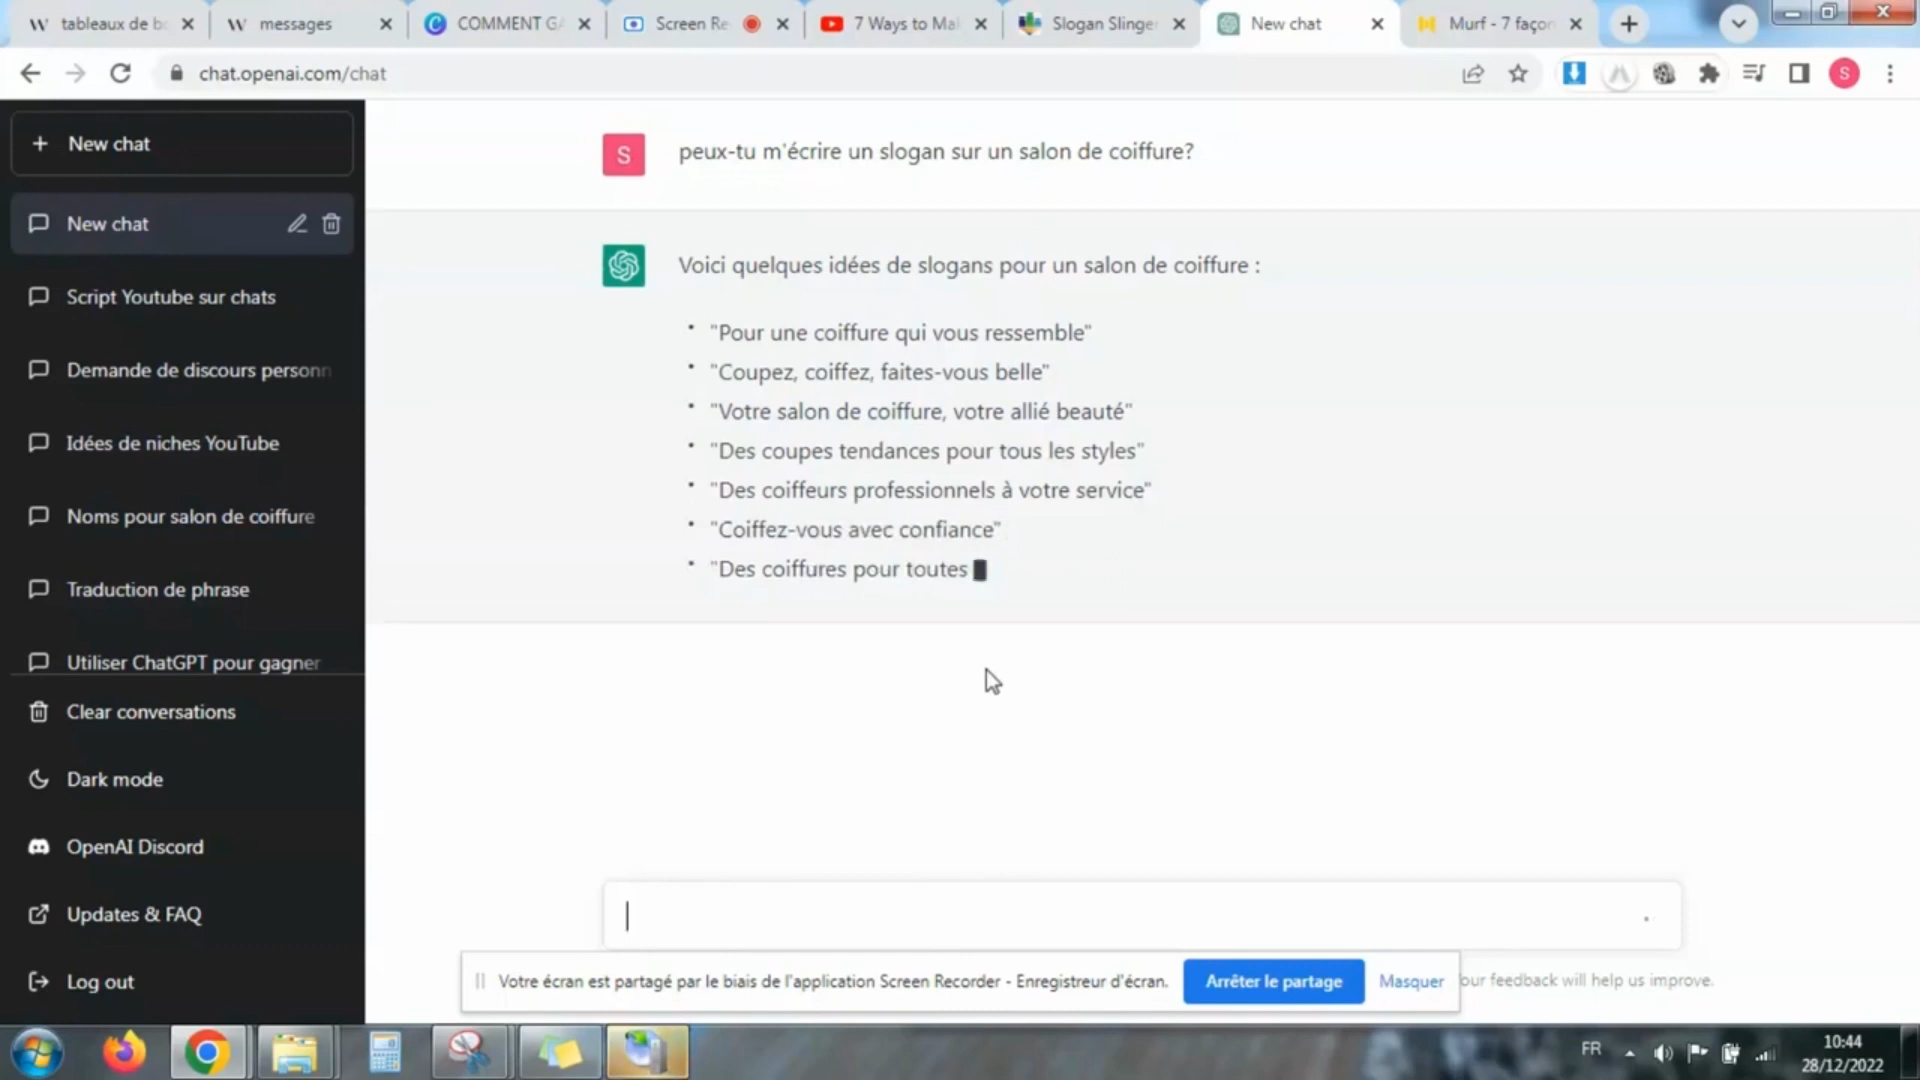 tableaux de bo
messages
COMMENT GA
Screen Re
7 Ways to Mal
Slogan Slinger
New chat
Murf - 7 façon
chat.openai.com/chat
S
New chat
New chat
Script Youtube sur chats
Demande de discours personn
Idées de niches YouTube
Noms pour salon de coiffure
Traduction de phrase
Utiliser ChatGPT pour gagner
Clear conversations
Dark mode
OpenAI Discord
Updates & FAQ
Log out
S
peux-tu m'écrire un slogan sur un salon de coiffure?
Voici quelques idées de slogans pour un salon de coiffure :
• "Pour une coiffure qui vous ressemble"
• "Coupez, coiffez, faites-vous belle"
• "Votre salon de coiffure, votre allié beauté"
• "Des coupes tendances pour tous les styles"
• "Des coiffeurs professionnels à votre service"
• "Coiffez-vous avec confiance"
• "Des coiffures pour toutes
Votre écran est partagé par le biais de l'application Screen Recorder - Enregistreur d'écran.
Arrêter le partage
Masquer
our feedback will help us improve.
FR
10:44
28/12/2022